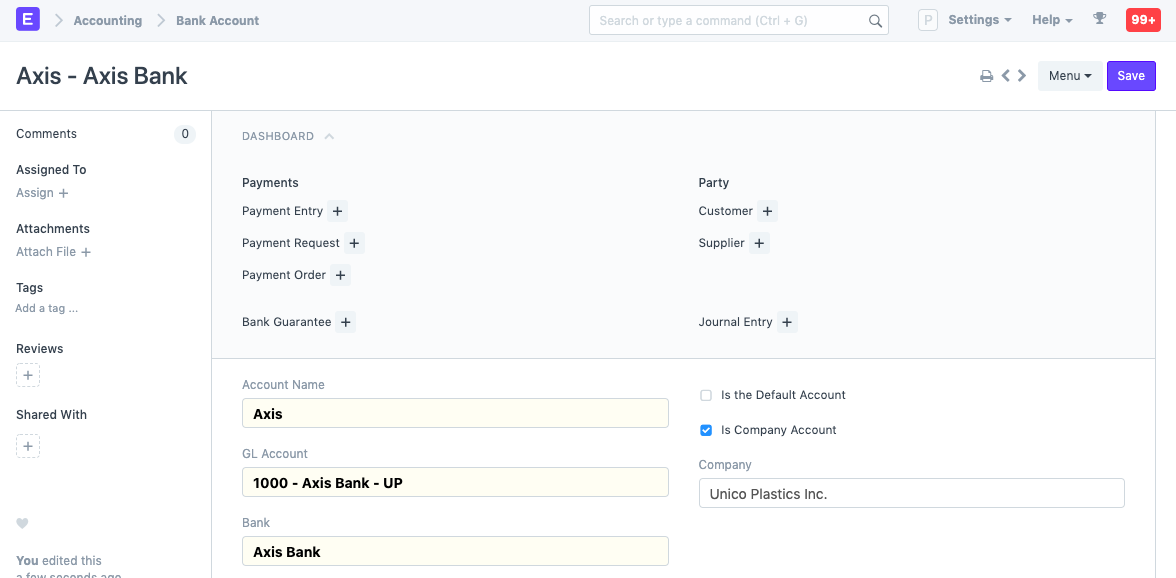 E
Accounting
Bank Account
Search or type a command (Ctrl + G)
P
Settings
Help
99+
Axis - Axis Bank
Menu
Save
Comments
0
Assigned To
Assign +
Attachments
Attach File +
Tags
Add a tag ...
Reviews
+
Shared With
+
You edited this
a few seconds ago
DASHBOARD
Payments
Payment Entry +
Payment Request +
Payment Order +
Bank Guarantee +
Party
Customer +
Supplier +
Journal Entry +
Account Name
Axis
GL Account
1000 - Axis Bank - UP
Bank
Axis Bank
Is the Default Account
Is Company Account
Company
Unico Plastics Inc.